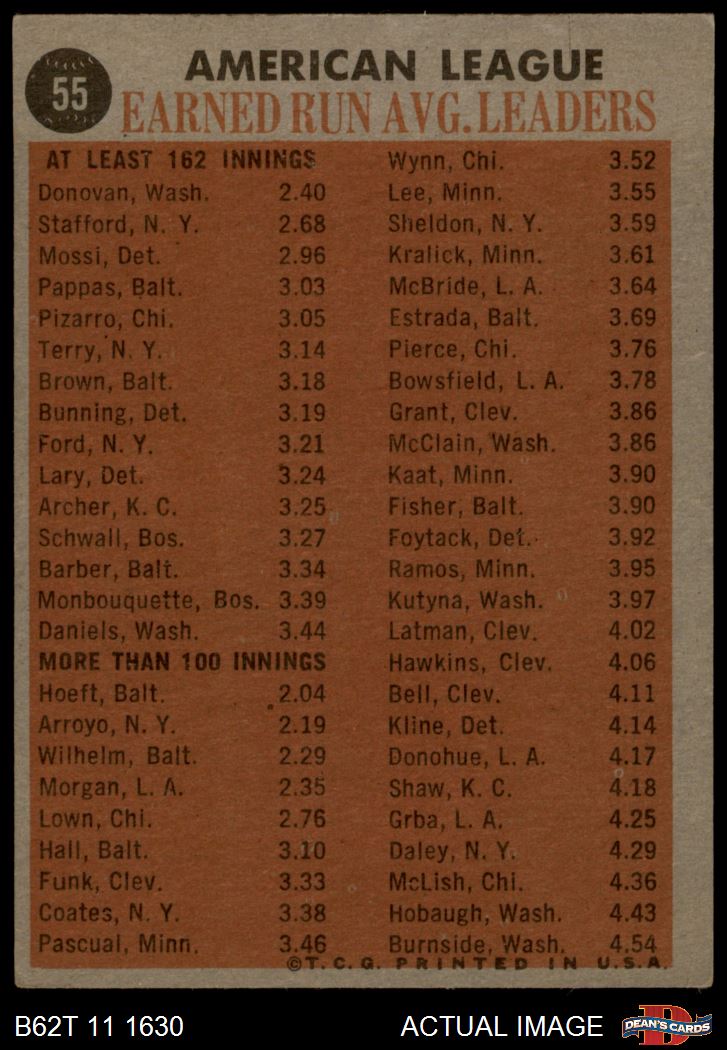 55
AMERICAN LEAGUE
EARNED RUN AVG. LEADERS
AT LEAST 162 INNINGS
Donovan, Wash. 2.40
Stafford, N. Y. 2.68
Mossi, Det. 2.96
Pappas, Balt. 3.03
Pizarro, Chi. 3.05
Terry, N. Y. 3.14
Brown, Balt. 3.18
Bunning, Det. 3.19
Ford, N. Y. 3.21
Lary, Det. 3.24
Archer, K. C. 3.25
Schwall, Bos. 3.27
Barber, Balt. 3.34
Monbouquette, Bos. 3.39
Daniels, Wash. 3.44
MORE THAN 100 INNINGS
Hoeft, Balt. 2.04
Arroyo, N. Y. 2.19
Wilhelm, Balt. 2.29
Morgan, L. A. 2.35
Lown, Chi. 2.76
Hall, Balt. 3.10
Funk, Clev. 3.33
Coates, N. Y. 3.38
Pascual, Minn. 3.46
Wynn, Chi. 3.52
Lee, Minn. 3.55
Sheldon, N. Y. 3.59
Kralick, Minn. 3.61
McBride, L. A. 3.64
Estrada, Balt. 3.69
Pierce, Chi. 3.76
Bowsfield, L. A. 3.78
Grant, Clev. 3.86
McClain, Wash. 3.86
Kaat, Minn. 3.90
Fisher, Balt. 3.90
Foytack, Det. 3.92
Ramos, Minn. 3.95
Kutyna, Wash. 3.97
Latman, Clev. 4.02
Hawkins, Clev. 4.06
Bell, Clev. 4.11
Kline, Det. 4.14
Donohue, L. A. 4.17
Shaw, K. C. 4.18
Grba, L. A. 4.25
Daley, N. Y. 4.29
McLish, Chi. 4.36
Hobaugh, Wash. 4.43
Burnside, Wash. 4.54
©T. C. G. PRINTED IN U.S.A.
B62T 11 1630
ACTUAL IMAGE
D
DEAN'S CARDS